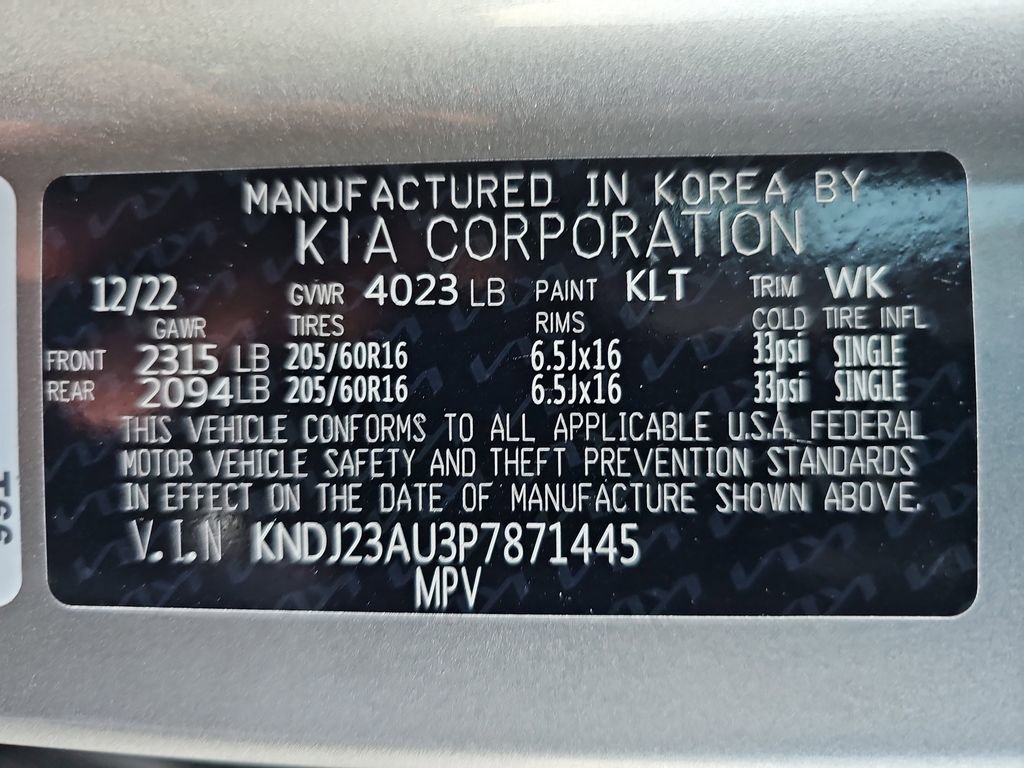 MANUFACTURED IN KOREA BY
KIA CORPORATION
12/22 GVWR 4023 LB PAINT KLT TRIM WK
GAWR TIRES RIMS COLD TIRE INFL
FRONT 2315 LB 205/60R16 6.5Jx16 33psi SINGLE
REAR 2094 LB 205/60R16 6.5Jx16 33psi SINGLE
THIS VEHICLE CONFORMS TO ALL APPLICABLE U.S.A. FEDERAL
MOTOR VEHICLE SAFETY AND THEFT PREVENTION STANDARDS
IN EFFECT ON THE DATE OF MANUFACTURE SHOWN ABOVE.
V.I.N KNDJ23AU3P7871445
MPV